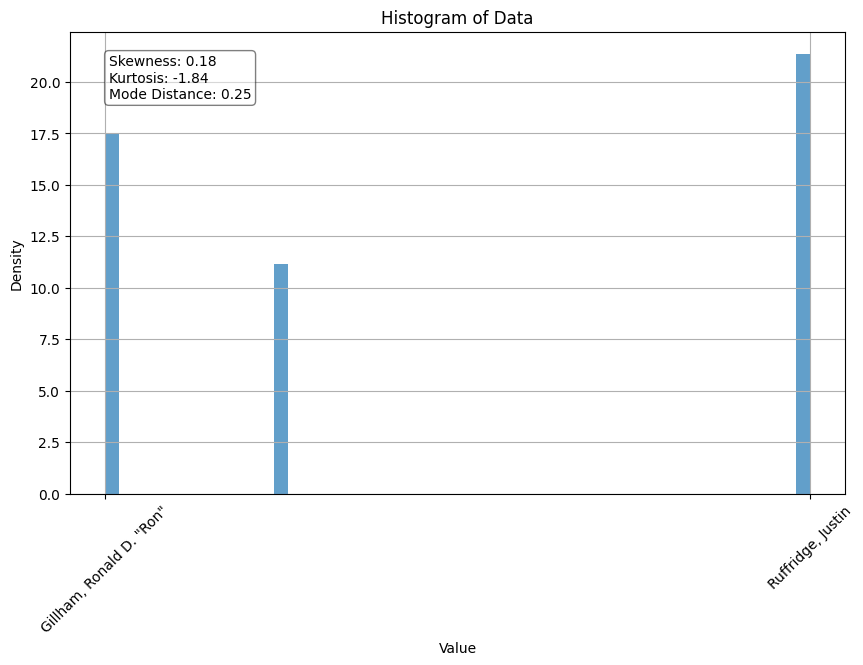 Histogram of Data
Skewness: 0.18
Kurtosis: -1.84
Mode Distance: 0.25
20.0
17.5
15.0
12.5
10.0
7.5
5.0
2.5
0.0
Density
Gillham, Ronald D. "Ron"
Ruffridge, Justin
Value